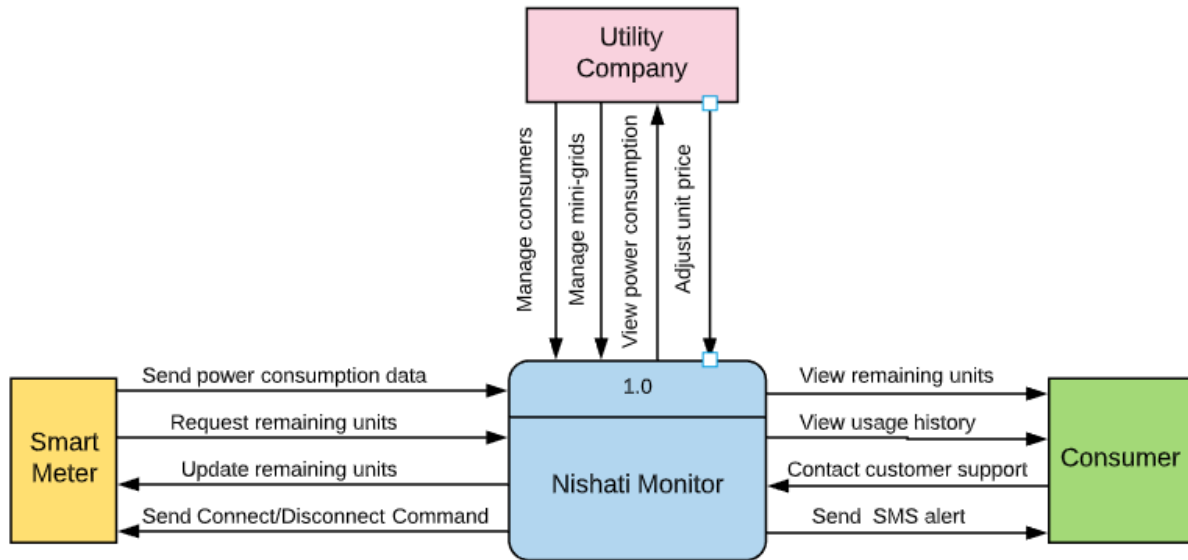 Utility
Company
Manage consumers
Manage mini-grids
View power consumption
Adjust unit price
Send power consumption data
Request remaining units
Update remaining units
Send Connect/Disconnect Command
Smart
Meter
1.0
Nishati Monitor
View remaining units
View usage history
Contact customer support
Send SMS alert
Consumer